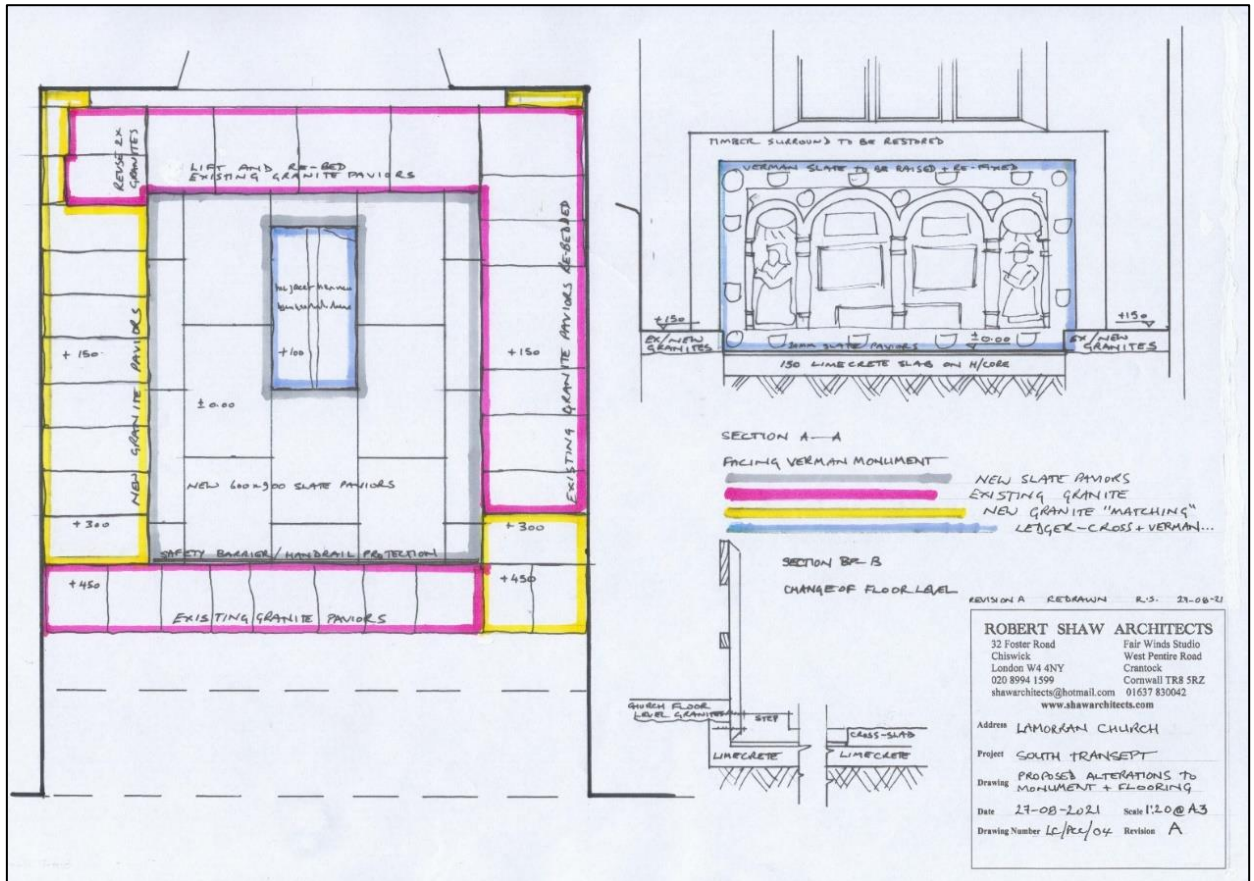 REUSE 2X
GRANITES
LIFT AND RE-BED
EXISTING GRANITE PAVIORS
NEW GRANITE PAVIORS
EXISTING GRANITE PAVIORS RE-BEDDED
+150
+100
+150
±0.00
NEW 600x900 SLATE PAVIORS
+300
+300
SAFETY BARRIER/HANDRAIL PROTECTION
+450
+450
EXISTING GRANITE PAVIORS
TIMBER SURROUND TO BE RESTORED
VERMAN SLATE TO BE RAISED + RE-FIXED
+150
+150
EX/NEW
GRANITES
30MM SLATE PAVIORS
±0.00
EX/NEW
GRANITES
150 LIMECRETE SLAB ON H/CORE
SECTION A—A
FACING VERMAN MONUMENT
NEW SLATE PAVIORS
EXISTING GRANITE
NEW GRANITE "MATCHING"
LEDGER-CROSS+VERMAN...
SECTION B-B
CHANGE OF FLOOR LEVEL
CHURCH FLOOR
LEVEL GRANITES
STEP
CROSS-SLAB
LIMECRETE
LIMECRETE
REVISION A REDRAWN R.S. 29-08-21
ROBERT SHAW ARCHITECTS
32 Foster Road Fair Winds Studio
Chiswick West Pentire Road
London W4 4NY Crantock
020 8994 1599 Cornwall TR8 5RZ
shawarchitects@hotmail.com 01637 830042
www.shawarchitects.com
Address LAMORRAN CHURCH
Project SOUTH TRANSEPT
Drawing PROPOSED ALTERATIONS TO
MONUMENT + FLOORING
Date 27-08-2021 Scale 1:20@A3
Drawing Number LC/PCC/04 Revision A